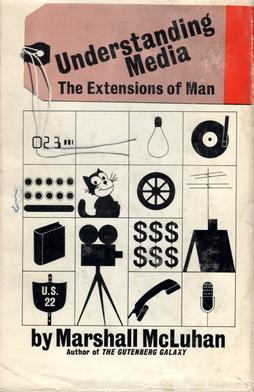 Understanding
Media
The Extensions of Man
023
$$$
$$$
U.S.
22
by Marshall McLuhan
Author of THE GUTENBERG GALAXY